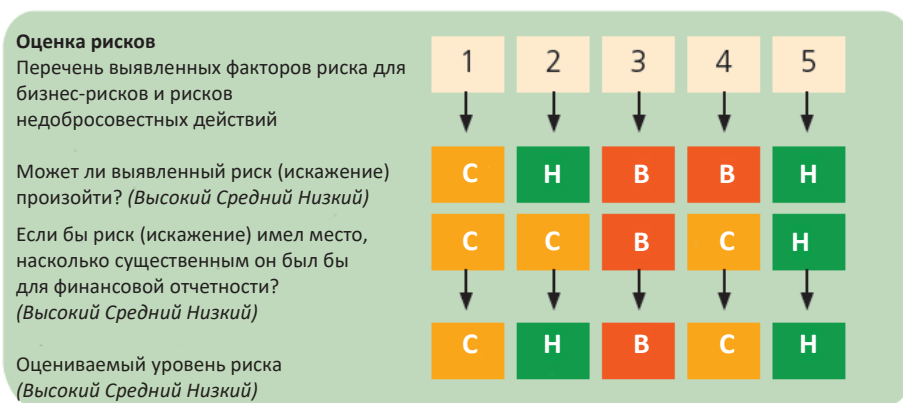 Оценка рисков
Перечень выявленных факторов риска для
бизнес-рисков и рисков
недобросовестных действий
1 2 3 4 5
Может ли выявленный риск (искажение)
произойти? (Высокий Средний Низкий)
С Н В В Н
Если бы риск (искажение) имел место,
насколько существенным он был бы
для финансовой отчетности?
(Высокий Средний Низкий)
С С В С Н
Оцениваемый уровень риска
(Высокий Средний Низкий)
С Н В С Н